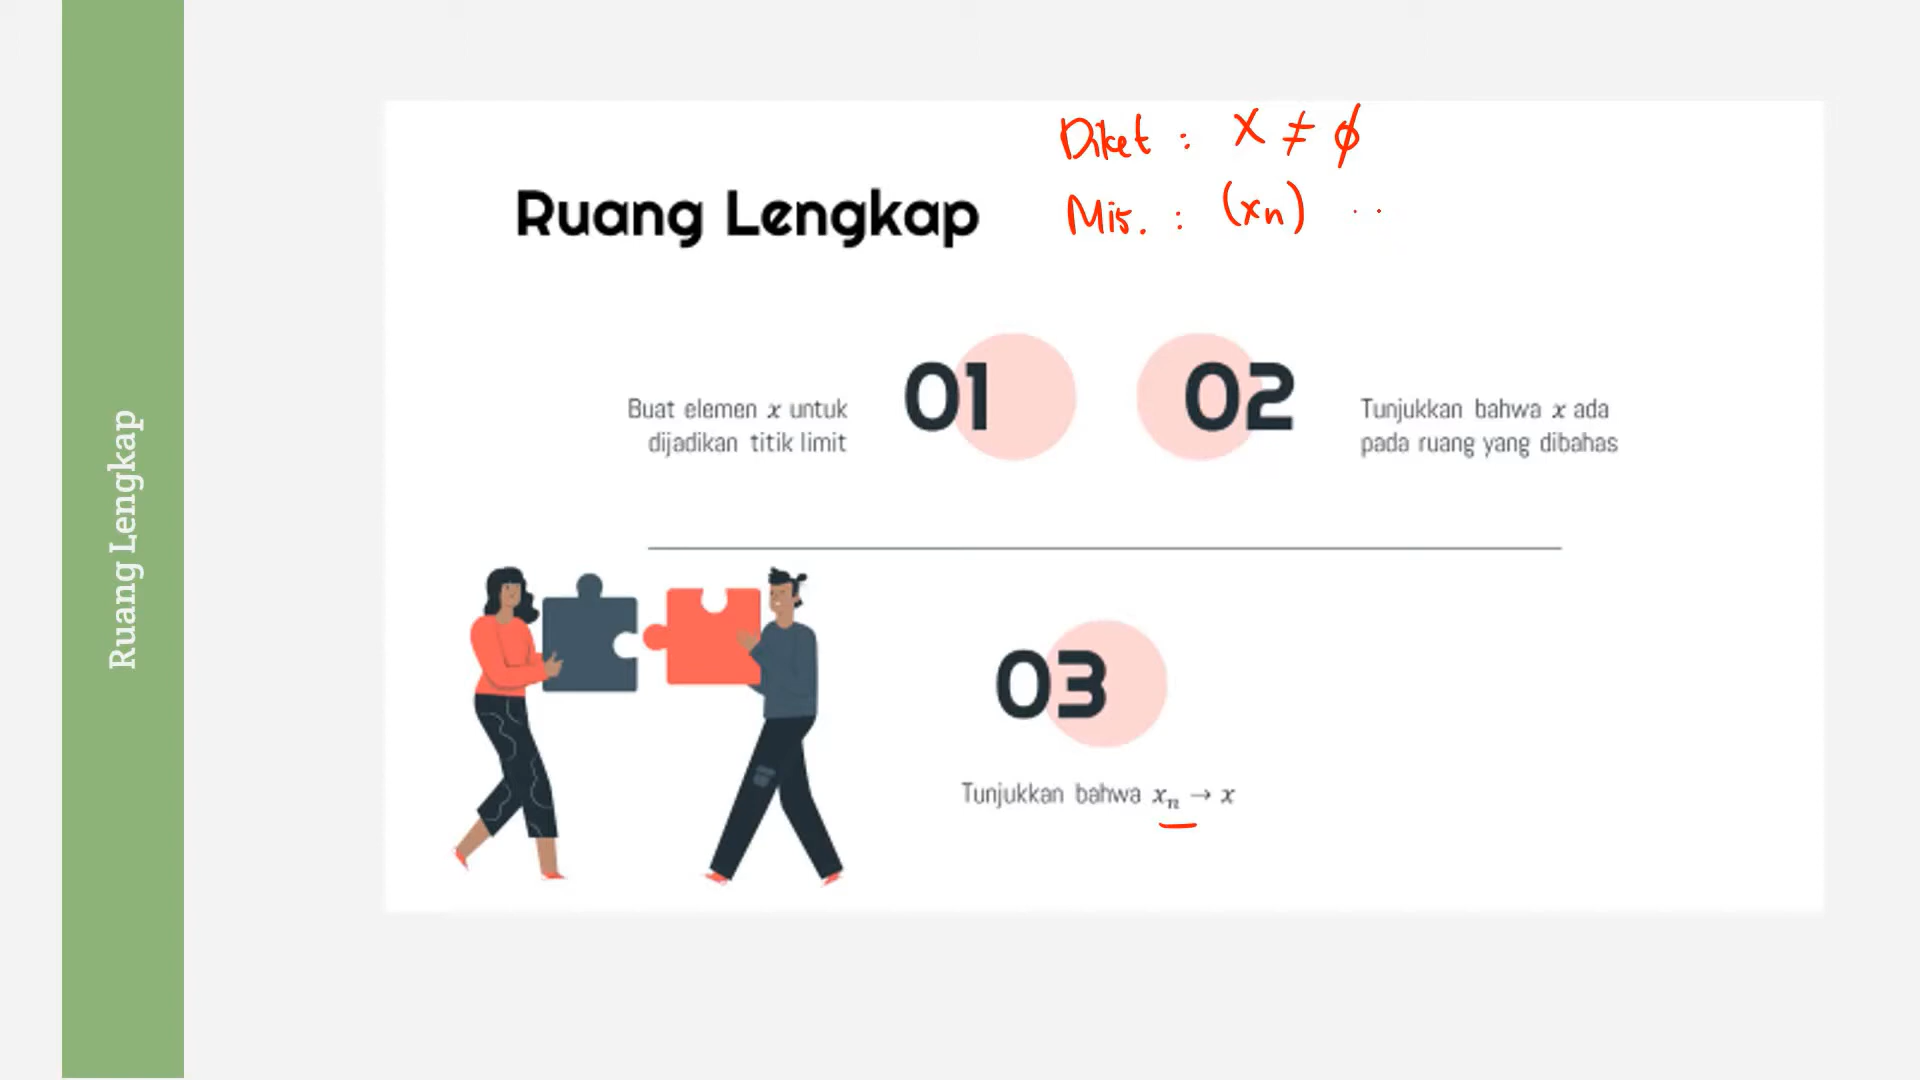 Ruang Lengkap
Diket : X ≠ ϕ
Mis. : (xn) ..
Ruang Lengkap
01
Buat elemen x untuk
dijadikan titik limit
02
Tunjukkan bahwa x ada
pada ruang yang dibahas
03
Tunjukkan bahwa xₙ → x